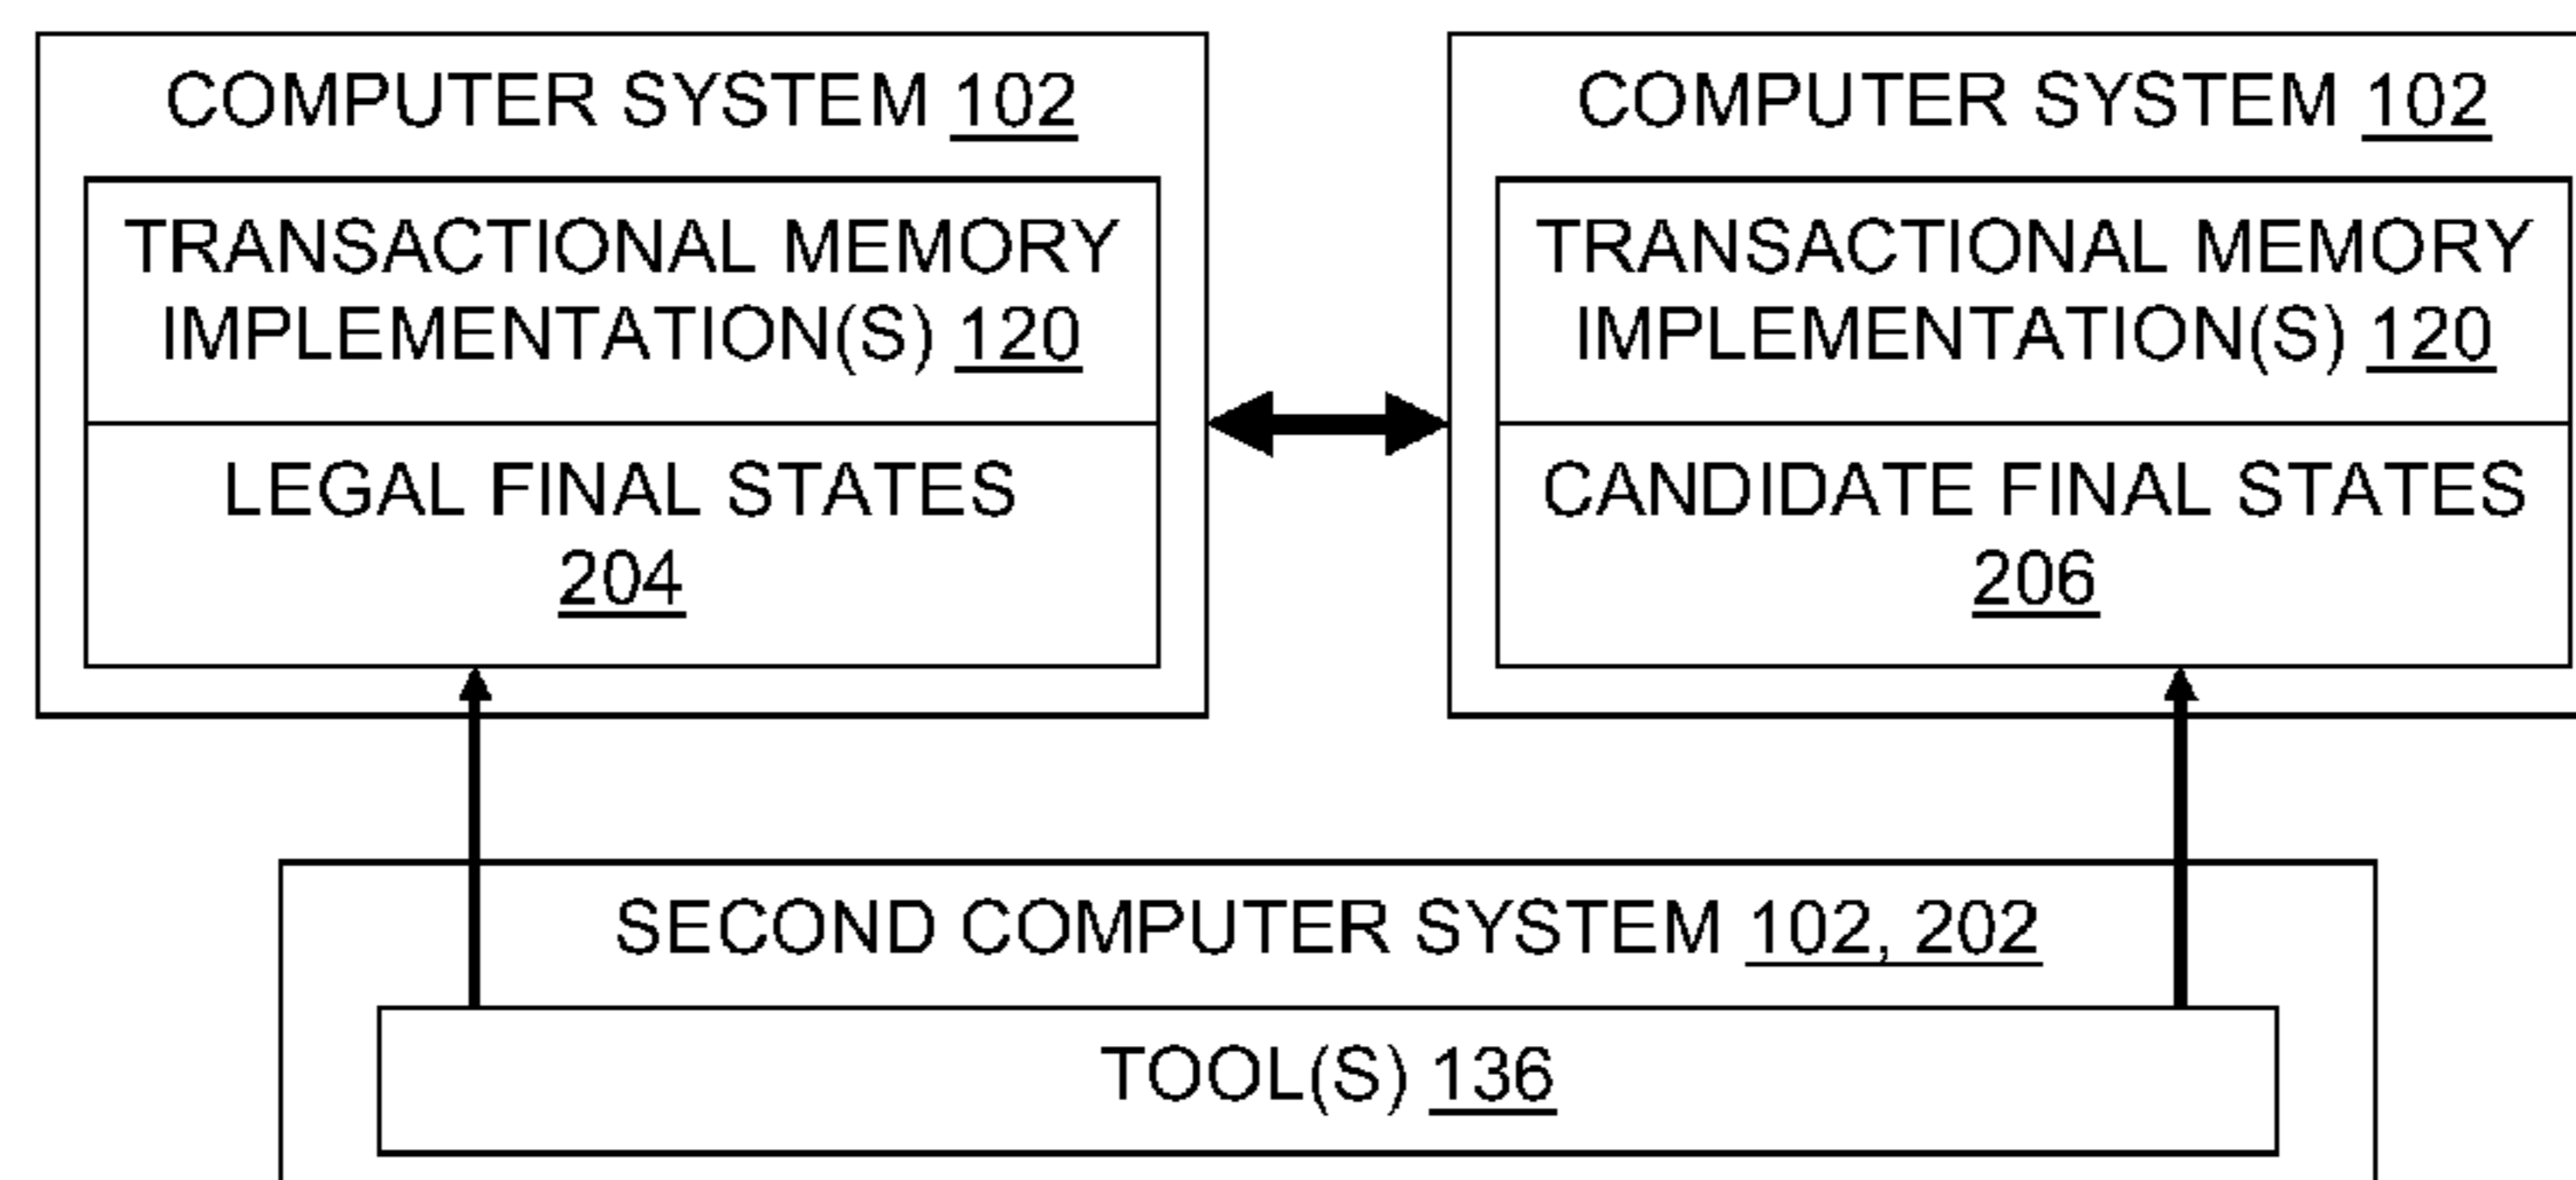 COMPUTER SYSTEM 102
TRANSACTIONAL MEMORY
IMPLEMENTATION(S) 120
LEGAL FINAL STATES
204
COMPUTER SYSTEM 102
TRANSACTIONAL MEMORY
IMPLEMENTATION(S) 120
CANDIDATE FINAL STATES
206
SECOND COMPUTER SYSTEM 102, 202
TOOL(S) 136